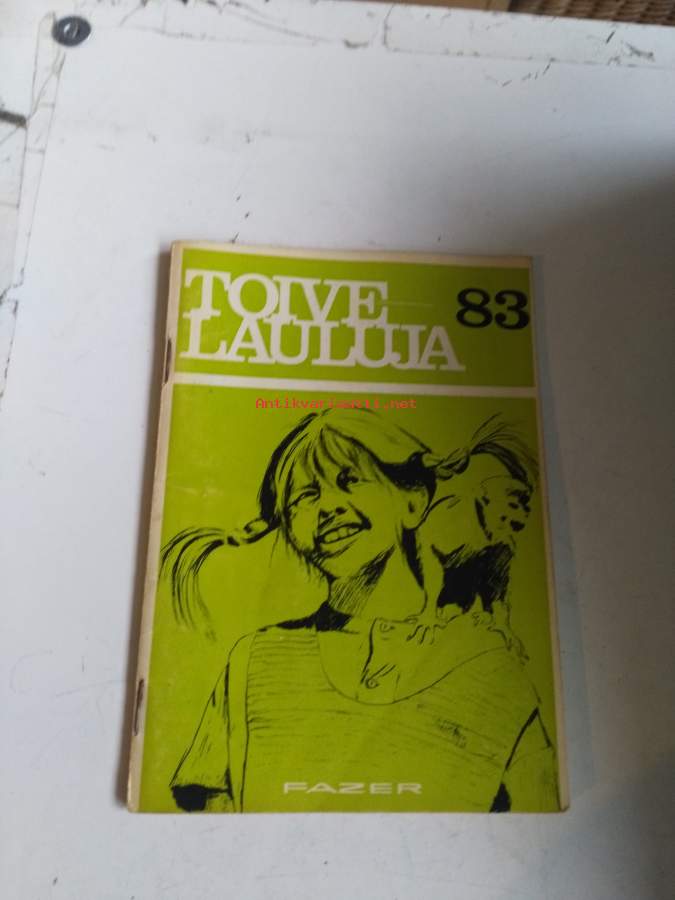 TOIVE
LAULUJA
83
Antikvariaatti.net
FAZER